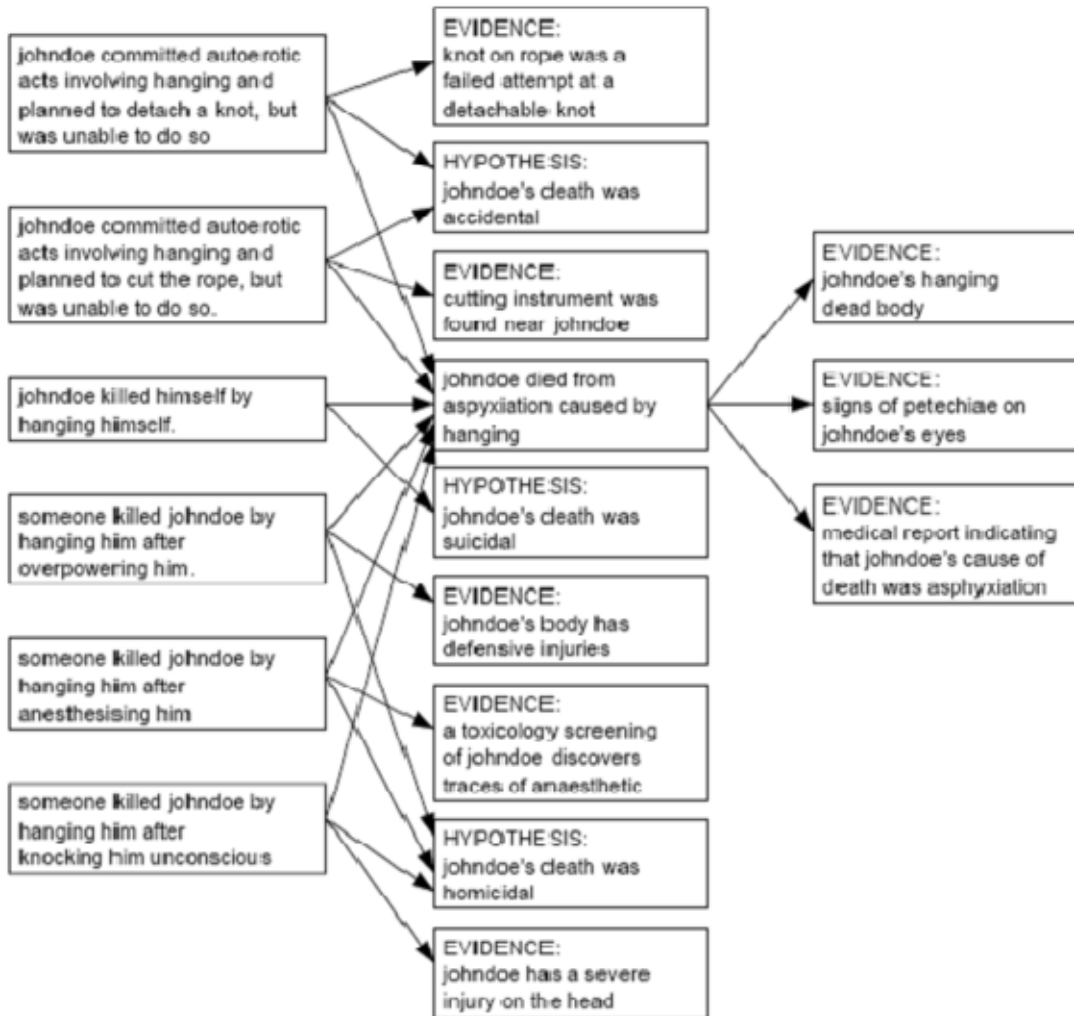 johndoe committed autoerotic
acts involving hanging and
planned to detach a knot, but
was unable to do so
johndoe committed autoerotic
acts involving hanging and
planned to cut the rope, but
was unable to do so.
johndoe killed himself by
hanging himself.
someone killed johndoe by
hanging him after
overpowering him.
someone killed johndoe by
hanging him after
anesthesising him
someone killed johndoe by
hanging him after
knocking him unconscious
EVIDENCE:
knot on rope was a
failed attempt at a
detachable knot
HYPOTHESIS:
johndoe's death was
accidental
EVIDENCE:
cutting instrument was
found near johndoe
johndoe died from
aspyxiation caused by
hanging
HYPOTHESIS:
johndoe's death was
suicidal
EVIDENCE:
johndoe's body has
defensive injuries
EVIDENCE:
a toxicology screening
of johndoe discovers
traces of anaesthetic
HYPOTHESIS:
johndoe's death was
homicidal
EVIDENCE:
johndoe has a severe
injury on the head
EVIDENCE:
johndoe's hanging
dead body
EVIDENCE:
signs of petechiae on
johndoe's eyes
EVIDENCE:
medical report indicating
that johndoe's cause of
death was asphyxiation